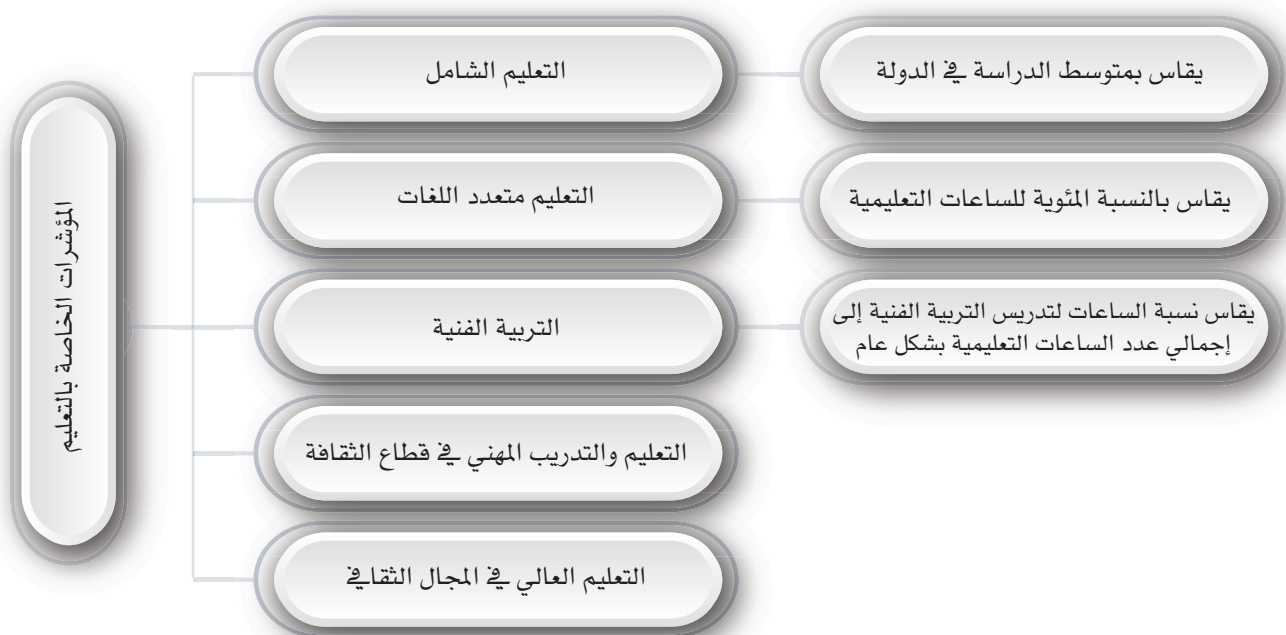 المؤشرات الخاصة بالتعليم
التعليم الشامل
يقاس بمتوسط الدراسة في الدولة
التعليم متعدد اللغات
يقاس بالنسبة المئوية للساعات التعليمية
التربية الفنية
يقاس نسبة الساعات لتدريس التربية الفنية إلى
إجمالي عدد الساعات التعليمية بشكل عام
التعليم والتدريب المهني في قطاع الثقافة
التعليم العالي في المجال الثقافي